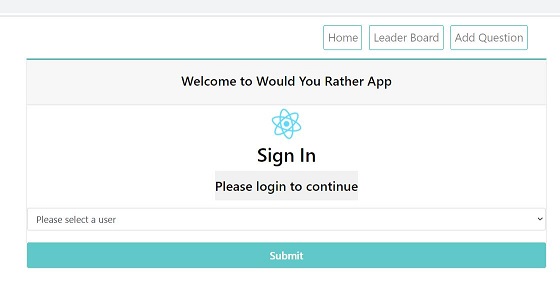 Home Leader Board Add Question
Welcome to Would You Rather App
Sign In
Please login to continue
Please select a user
Submit